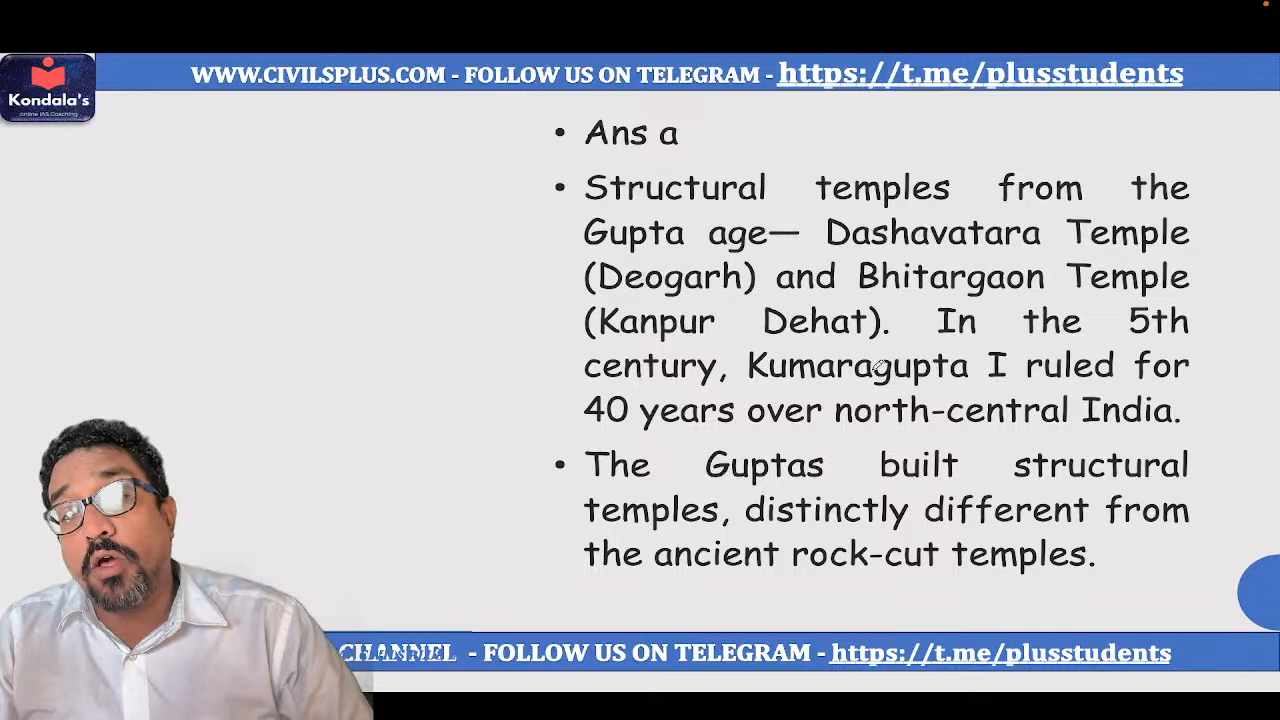 WWW.CIVILSPLUS.COM - FOLLOW US ON TELEGRAM - https://t.me/plusstudents
Kondala's
online IAS Coaching
• Ans a
• Structural temples from the
Gupta age— Dashavatara Temple
(Deogarh) and Bhitargaon Temple
(Kanpur Dehat). In the 5th
century, Kumaragupta I ruled for
40 years over north-central India.
• The Guptas built structural
temples, distinctly different from
the ancient rock-cut temples.
CHANNEL - FOLLOW US ON TELEGRAM - https://t.me/plusstudents